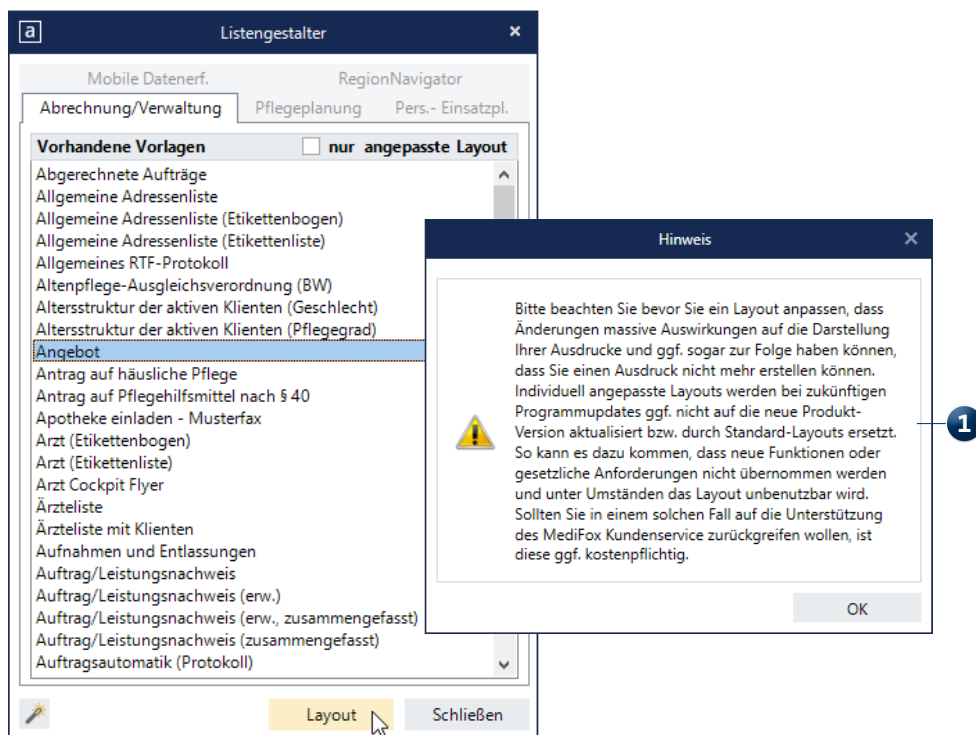 a Listengestalter
Mobile Datenerf. RegionNavigator
Abrechnung/Verwaltung Pflegeplanung Pers.- Einsatzpl.
Vorhandene Vorlagen nur angepasste Layout
Abgerechnete Aufträge
Allgemeine Adressenliste
Allgemeine Adressenliste (Etikettenbogen)
Allgemeine Adressenliste (Etikettenliste)
Allgemeines RTF-Protokoll
Altenpflege-Ausgleichsverordnung (BW)
Altersstruktur der aktiven Klienten (Geschlecht)
Altersstruktur der aktiven Klienten (Pflegegrad)
Angebot
Antrag auf häusliche Pflege
Antrag auf Pflegehilfsmittel nach § 40
Apotheke einladen - Musterfax
Arzt (Etikettenbogen)
Arzt (Etikettenliste)
Arzt Cockpit Flyer
Ärzteliste
Ärzteliste mit Klienten
Aufnahmen und Entlassungen
Auftrag/Leistungsnachweis
Auftrag/Leistungsnachweis (erw.)
Auftrag/Leistungsnachweis (erw., zusammengefasst)
Auftrag/Leistungsnachweis (zusammengefasst)
Auftragsautomatik (Protokoll)
Layout Schließen
Hinweis
Bitte beachten Sie bevor Sie ein Layout anpassen, dass
Änderungen massive Auswirkungen auf die Darstellung
Ihrer Ausdrucke und ggf. sogar zur Folge haben können,
dass Sie einen Ausdruck nicht mehr erstellen können.
Individuell angepasste Layouts werden bei zukünftigen
Programmupdates ggf. nicht auf die neue Produkt-
Version aktualisiert bzw. durch Standard-Layouts ersetzt.
So kann es dazu kommen, dass neue Funktionen oder
gesetzliche Anforderungen nicht übernommen werden
und unter Umständen das Layout unbenutzbar wird.
Sollten Sie in einem solchen Fall auf die Unterstützung
des MediFox Kundenservice zurückgreifen wollen, ist
diese ggf. kostenpflichtig.
OK
1